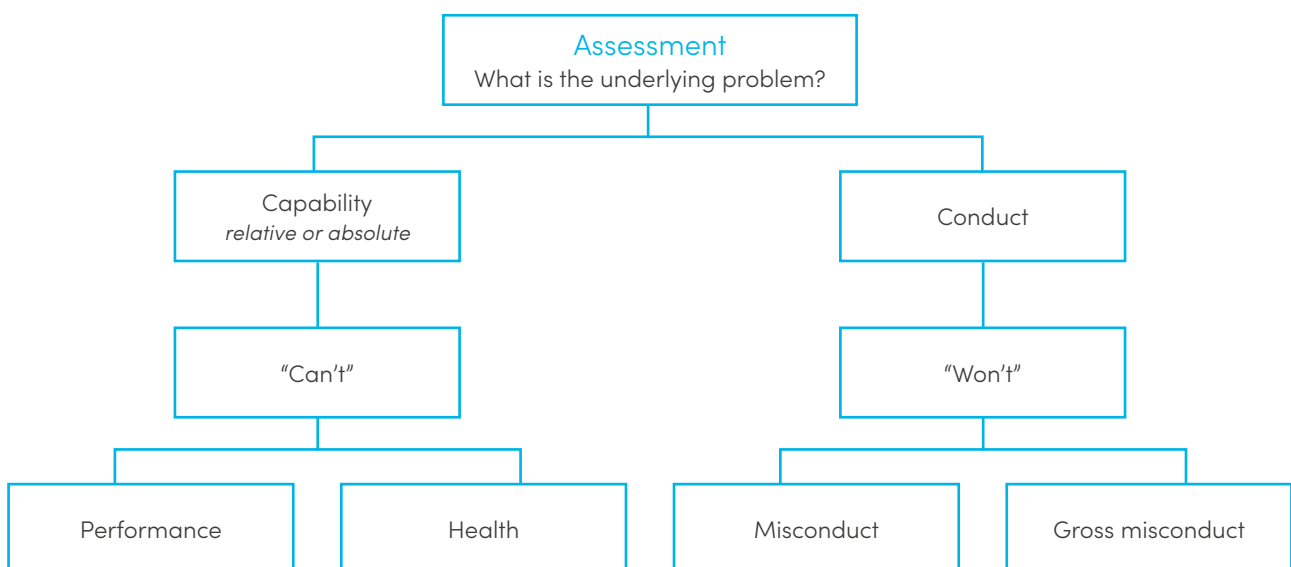 Assessment
What is the underlying problem?
Capability
relative or absolute
Conduct
“Can’t”
“Won’t”
Performance
Health
Misconduct
Gross misconduct